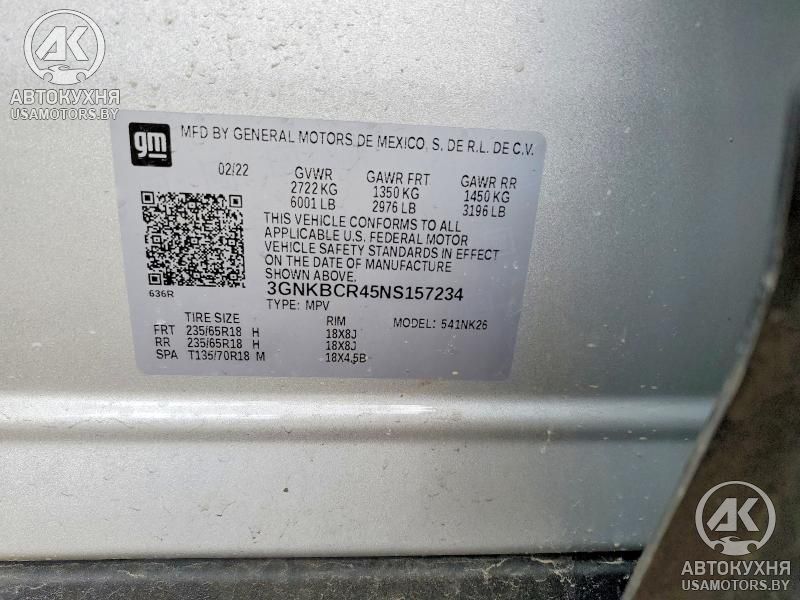 AK
АВТОКУХНЯ
USAMOTORS.BY
gm
MFD BY GENERAL MOTORS DE MEXICO, S. DE R.L. DE C.V.
02/22 GVWR GAWR FRT GAWR RR
2722 KG 1350 KG 1450 KG
6001 LB 2976 LB 3196 LB
THIS VEHICLE CONFORMS TO ALL
APPLICABLE U.S. FEDERAL MOTOR
VEHICLE SAFETY STANDARDS IN EFFECT
ON THE DATE OF MANUFACTURE
SHOWN ABOVE.
3GNKBCR45NS157234
636R
TYPE: MPV
TIRE SIZE RIM MODEL: 541NK26
FRT 235/65R18 H 18X8J
RR 235/65R18 H 18X8J
SPA T135/70R18 M 18X4.5B
AK
АВТОКУХНЯ
USAMOTORS.BY